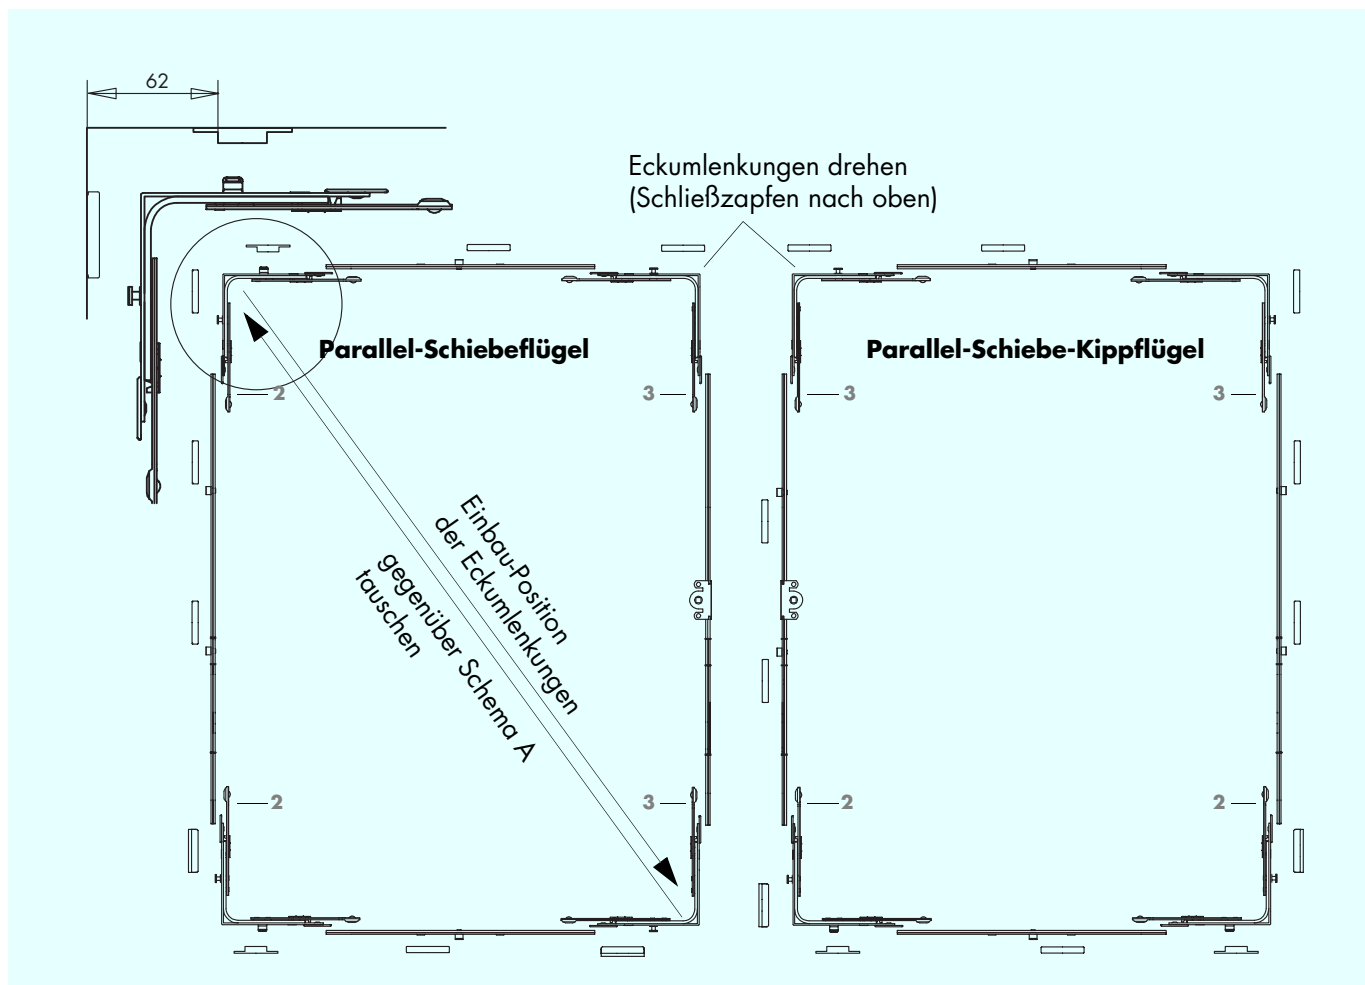 62
Eckumlenkungen drehen
(Schließzapfen nach oben)
Parallel-Schiebeflügel
Parallel-Schiebe-Kippflügel
2
3
3
3
Einbau-Position
der Eckumlenkungen
gegenüber Schema A
tauschen
2
3
2
2